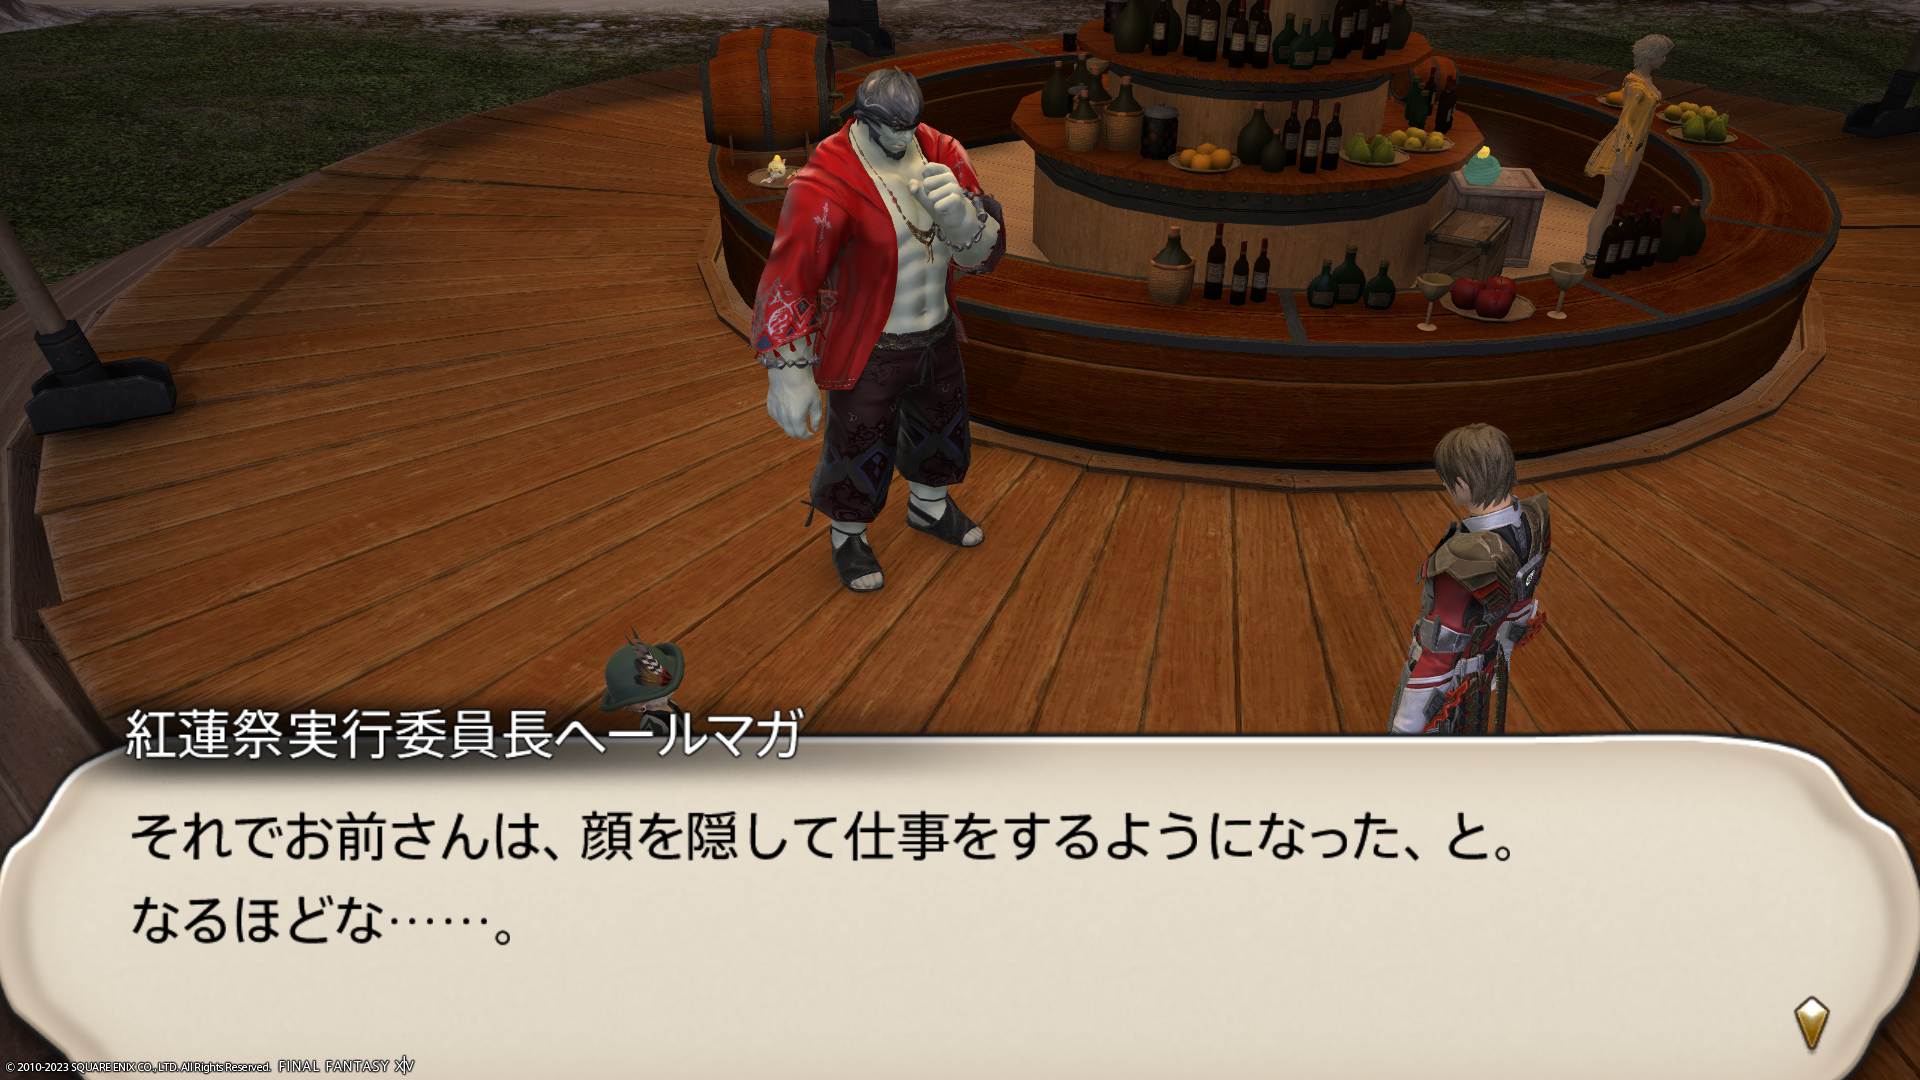 紅蓮祭実行委員長ヘールマガ
それでお前さんは、顔を隠して仕事をするようになった、と。
なるほどな……。
© 2010-2023 SQUARE ENIX CO., LTD. All Rights Reserved. FINAL FANTASY XIV